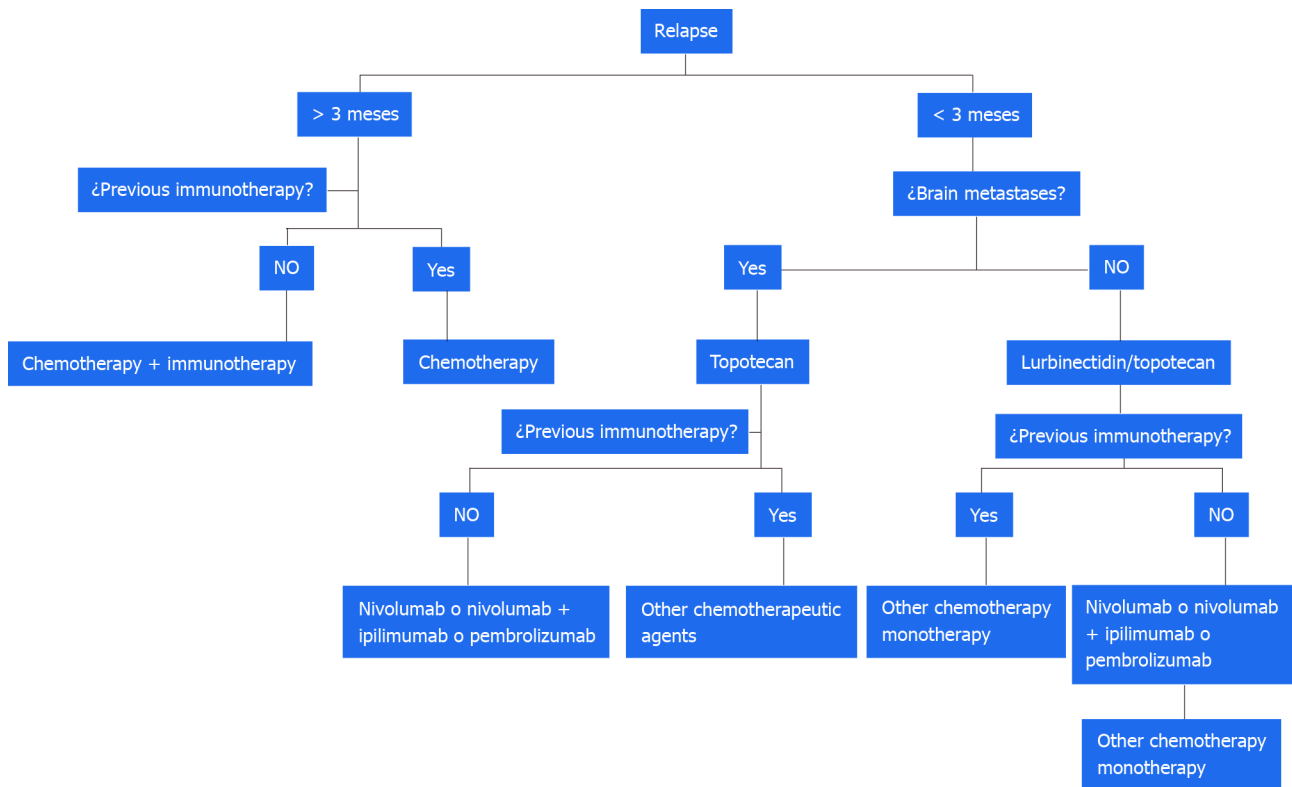 Relapse
> 3 meses
< 3 meses
¿Previous immunotherapy?
¿Brain metastases?
NO
Yes
Yes
NO
Chemotherapy + immunotherapy
Chemotherapy
Topotecan
Lurbinectidin/topotecan
¿Previous immunotherapy?
¿Previous immunotherapy?
NO
Yes
Yes
NO
Nivolumab o nivolumab +
ipilimumab o pembrolizumab
Other chemotherapeutic
agents
Other chemotherapy
monotherapy
Nivolumab o nivolumab
+ ipilimumab o
pembrolizumab
Other chemotherapy
monotherapy